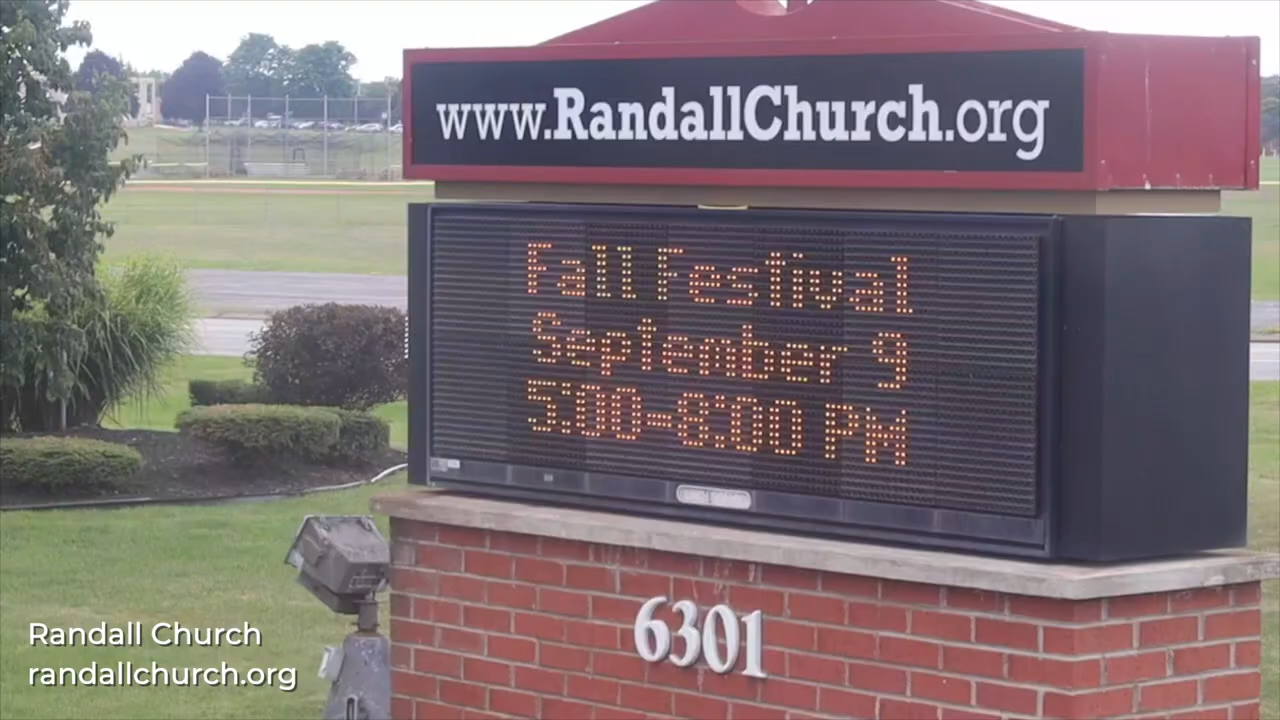 www.RandallChurch.org
Fall Festival
September 9
5:00-8:00 PM
6301
Randall Church
randallchurch.org